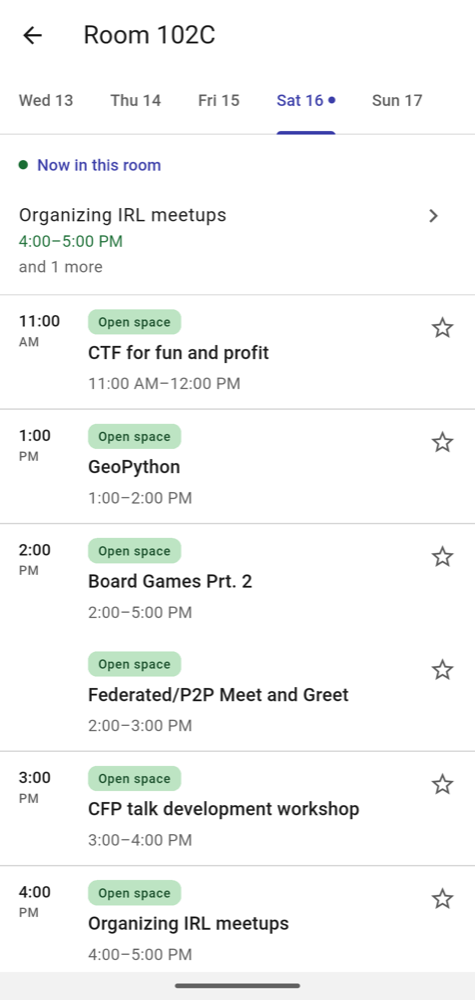 Room 102C
Wed 13 Thu 14 Fri 15 Sat 16 Sun 17
Now in this room
Organizing IRL meetups
4:00–5:00 PM
and 1 more
11:00
AM
Open space
CTF for fun and profit
11:00 AM–12:00 PM
1:00
PM
Open space
GeoPython
1:00–2:00 PM
2:00
PM
Open space
Board Games Prt. 2
2:00–5:00 PM
Open space
Federated/P2P Meet and Greet
2:00–3:00 PM
3:00
PM
Open space
CFP talk development workshop
3:00–4:00 PM
4:00
PM
Open space
Organizing IRL meetups
4:00–5:00 PM